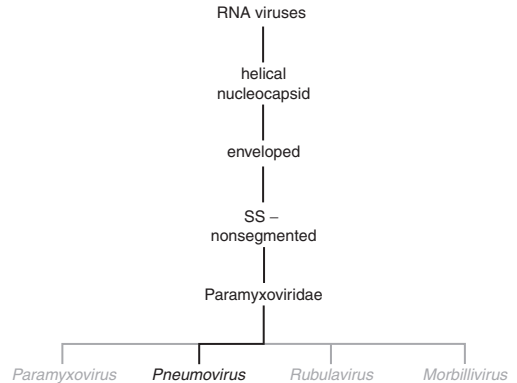 RNA viruses
helical
nucleocapsid
enveloped
SS –
nonsegmented
Paramyxoviridae
Paramyxovirus Pneumovirus Rubulavirus Morbillivirus